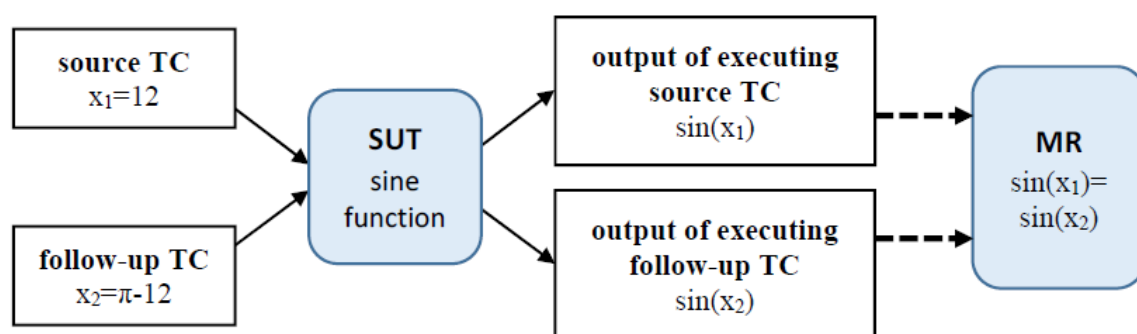 source TC
x₁=12
follow-up TC
x₂=π-12
SUT
sine
function
output of executing
source TC
sin(x₁)
output of executing
follow-up TC
sin(x₂)
MR
sin(x₁)=
sin(x₂)